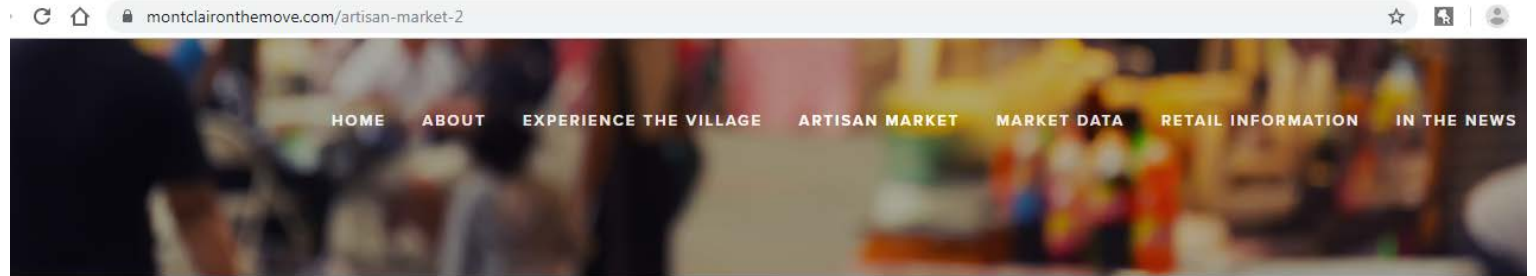 montclaironthemove.com/artisan-market-2
HOME ABOUT EXPERIENCE THE VILLAGE ARTISAN MARKET MARKET DATA RETAIL INFORMATION IN THE NEWS